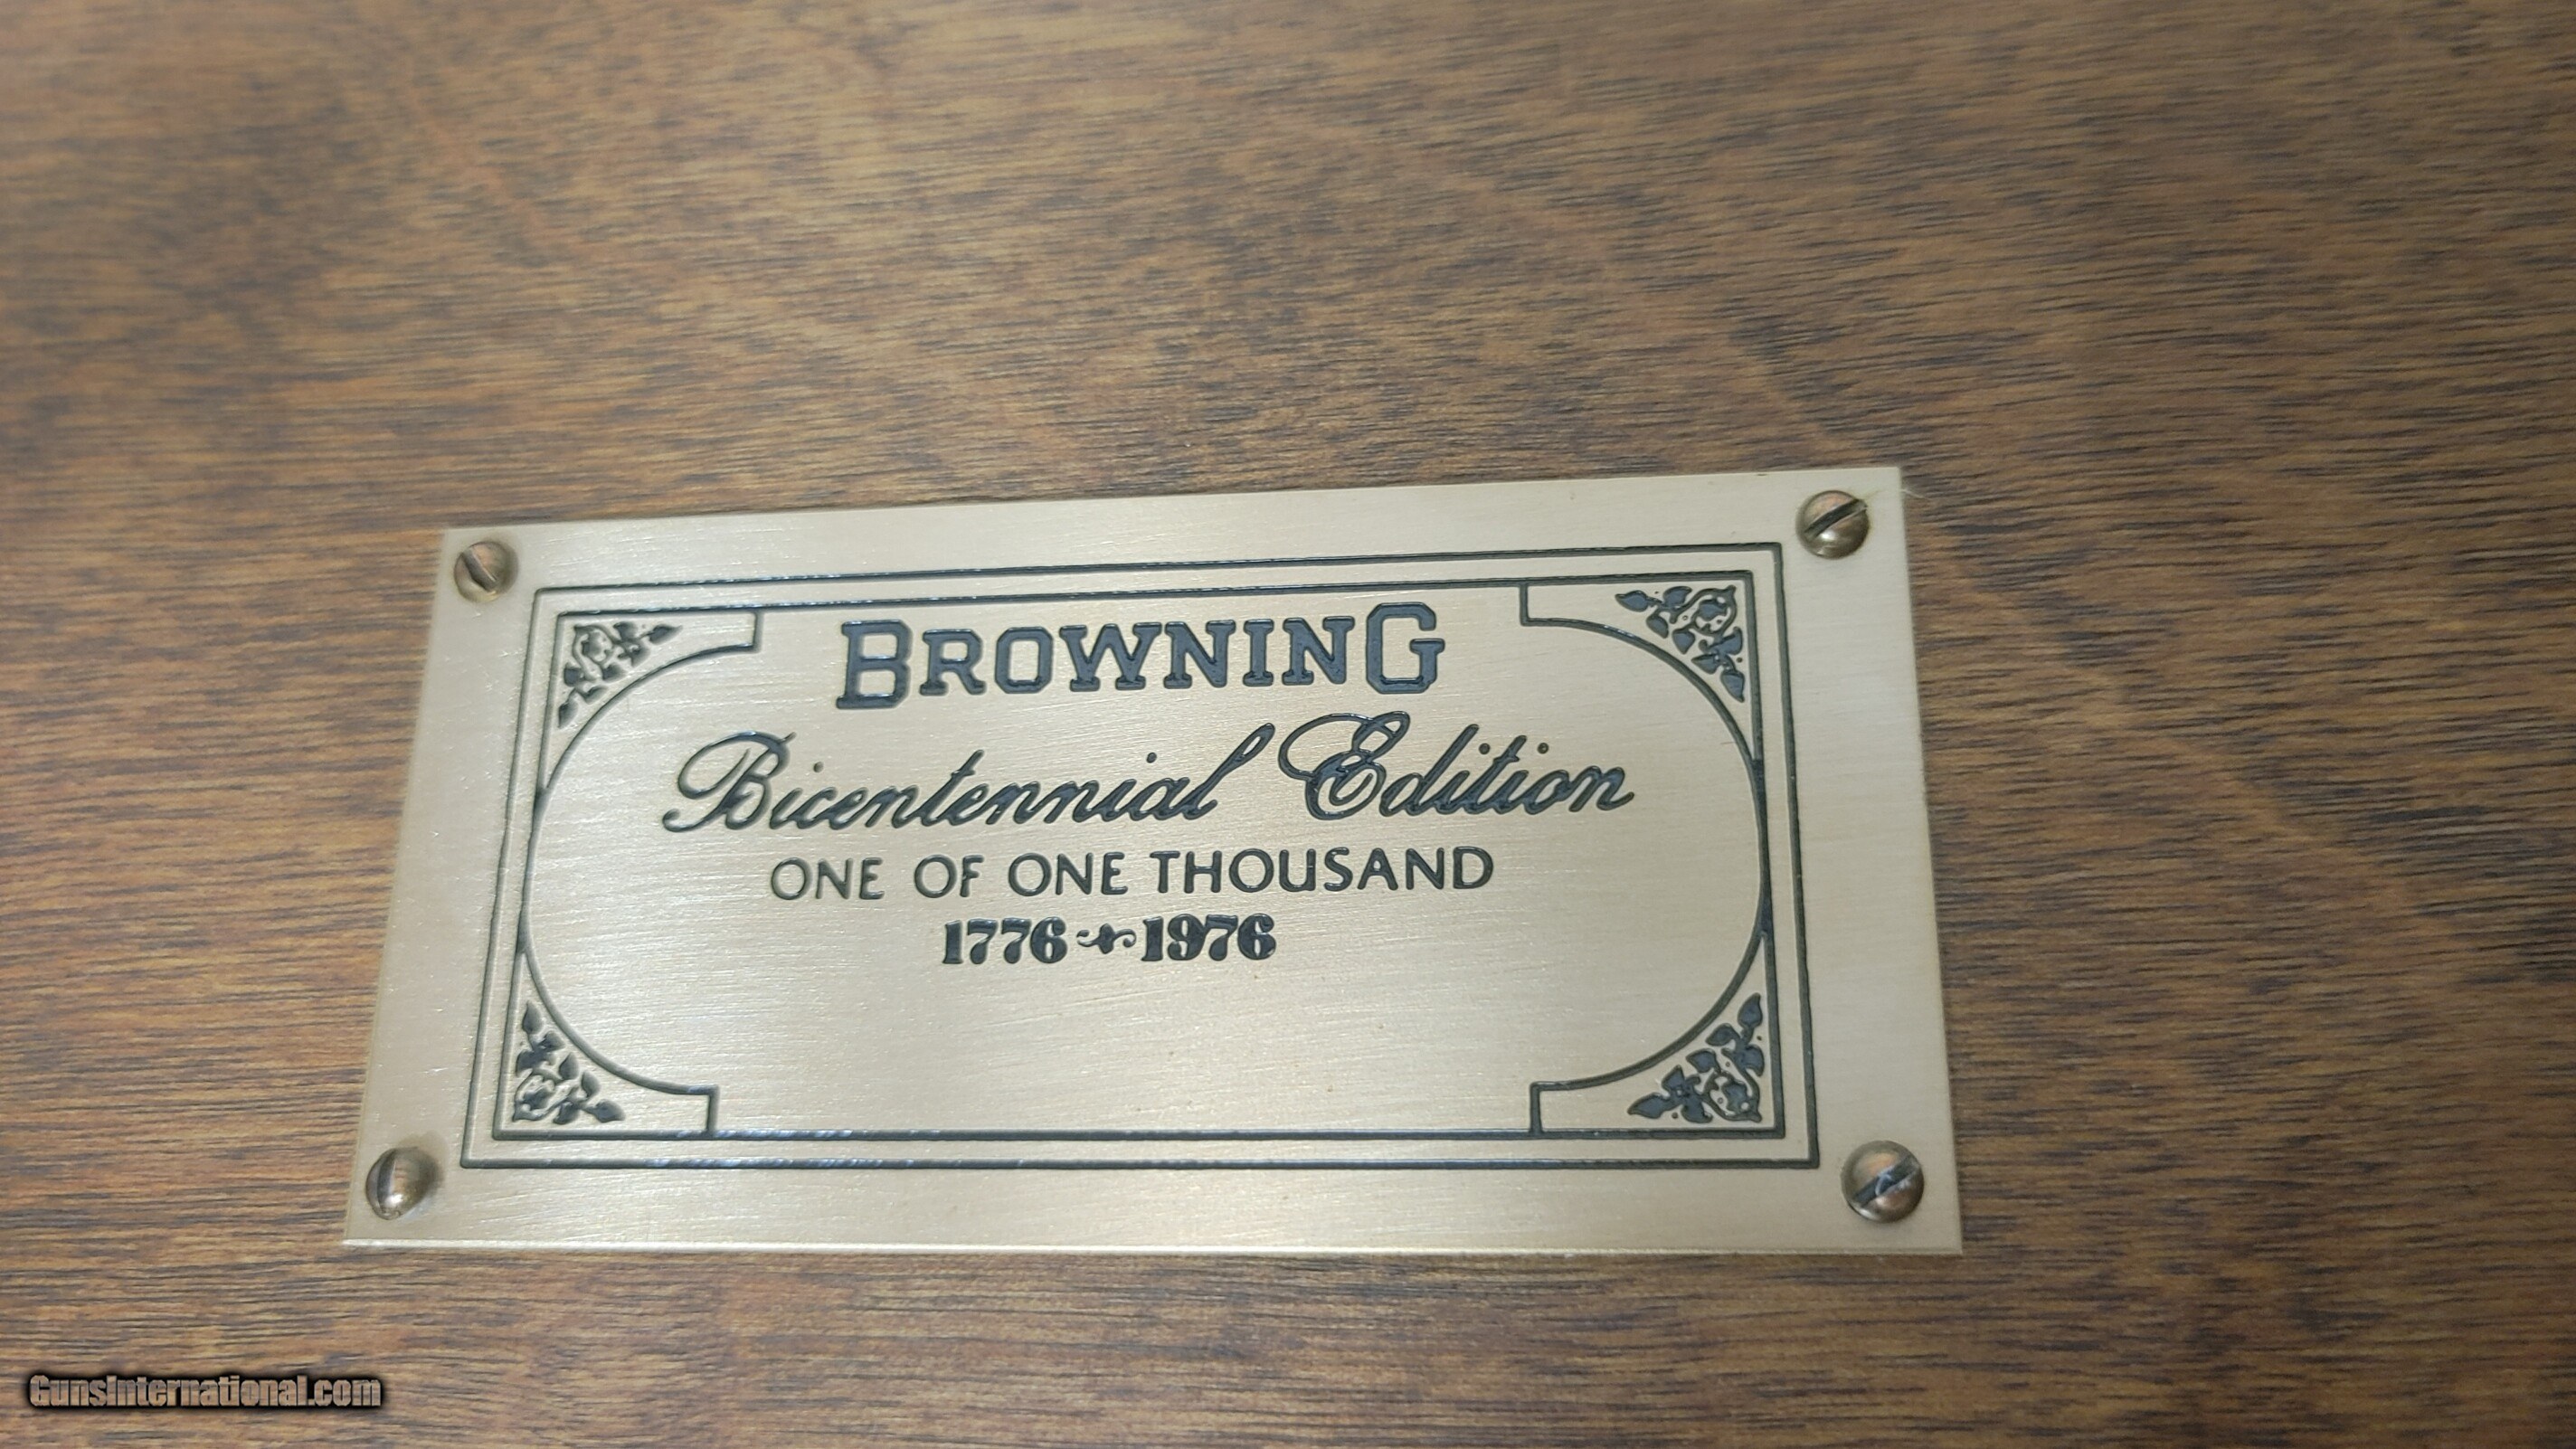 BROWNING
Bicentennial Edition
ONE OF ONE THOUSAND
1776 1976
GunsInternational.com